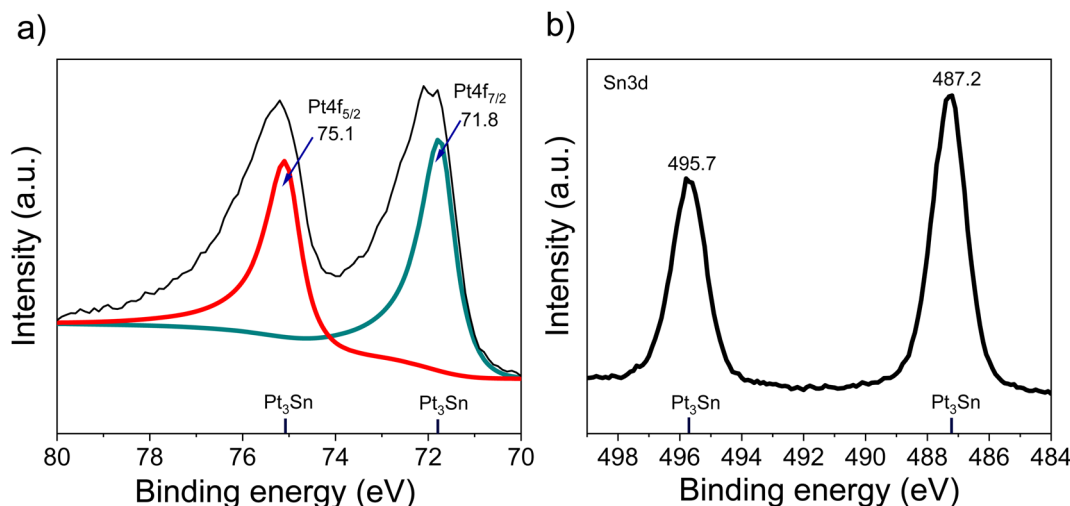 a)
Pt4f5/2
75.1
Pt4f7/2
71.8
Intensity (a.u.)
Pt3Sn
Pt3Sn
80 78 76 74 72 70
Binding energy (eV)
b)
Sn3d
495.7
487.2
Intensity (a.u.)
Pt3Sn
Pt3Sn
498 496 494 492 490 488 486 484
Binding energy (eV)